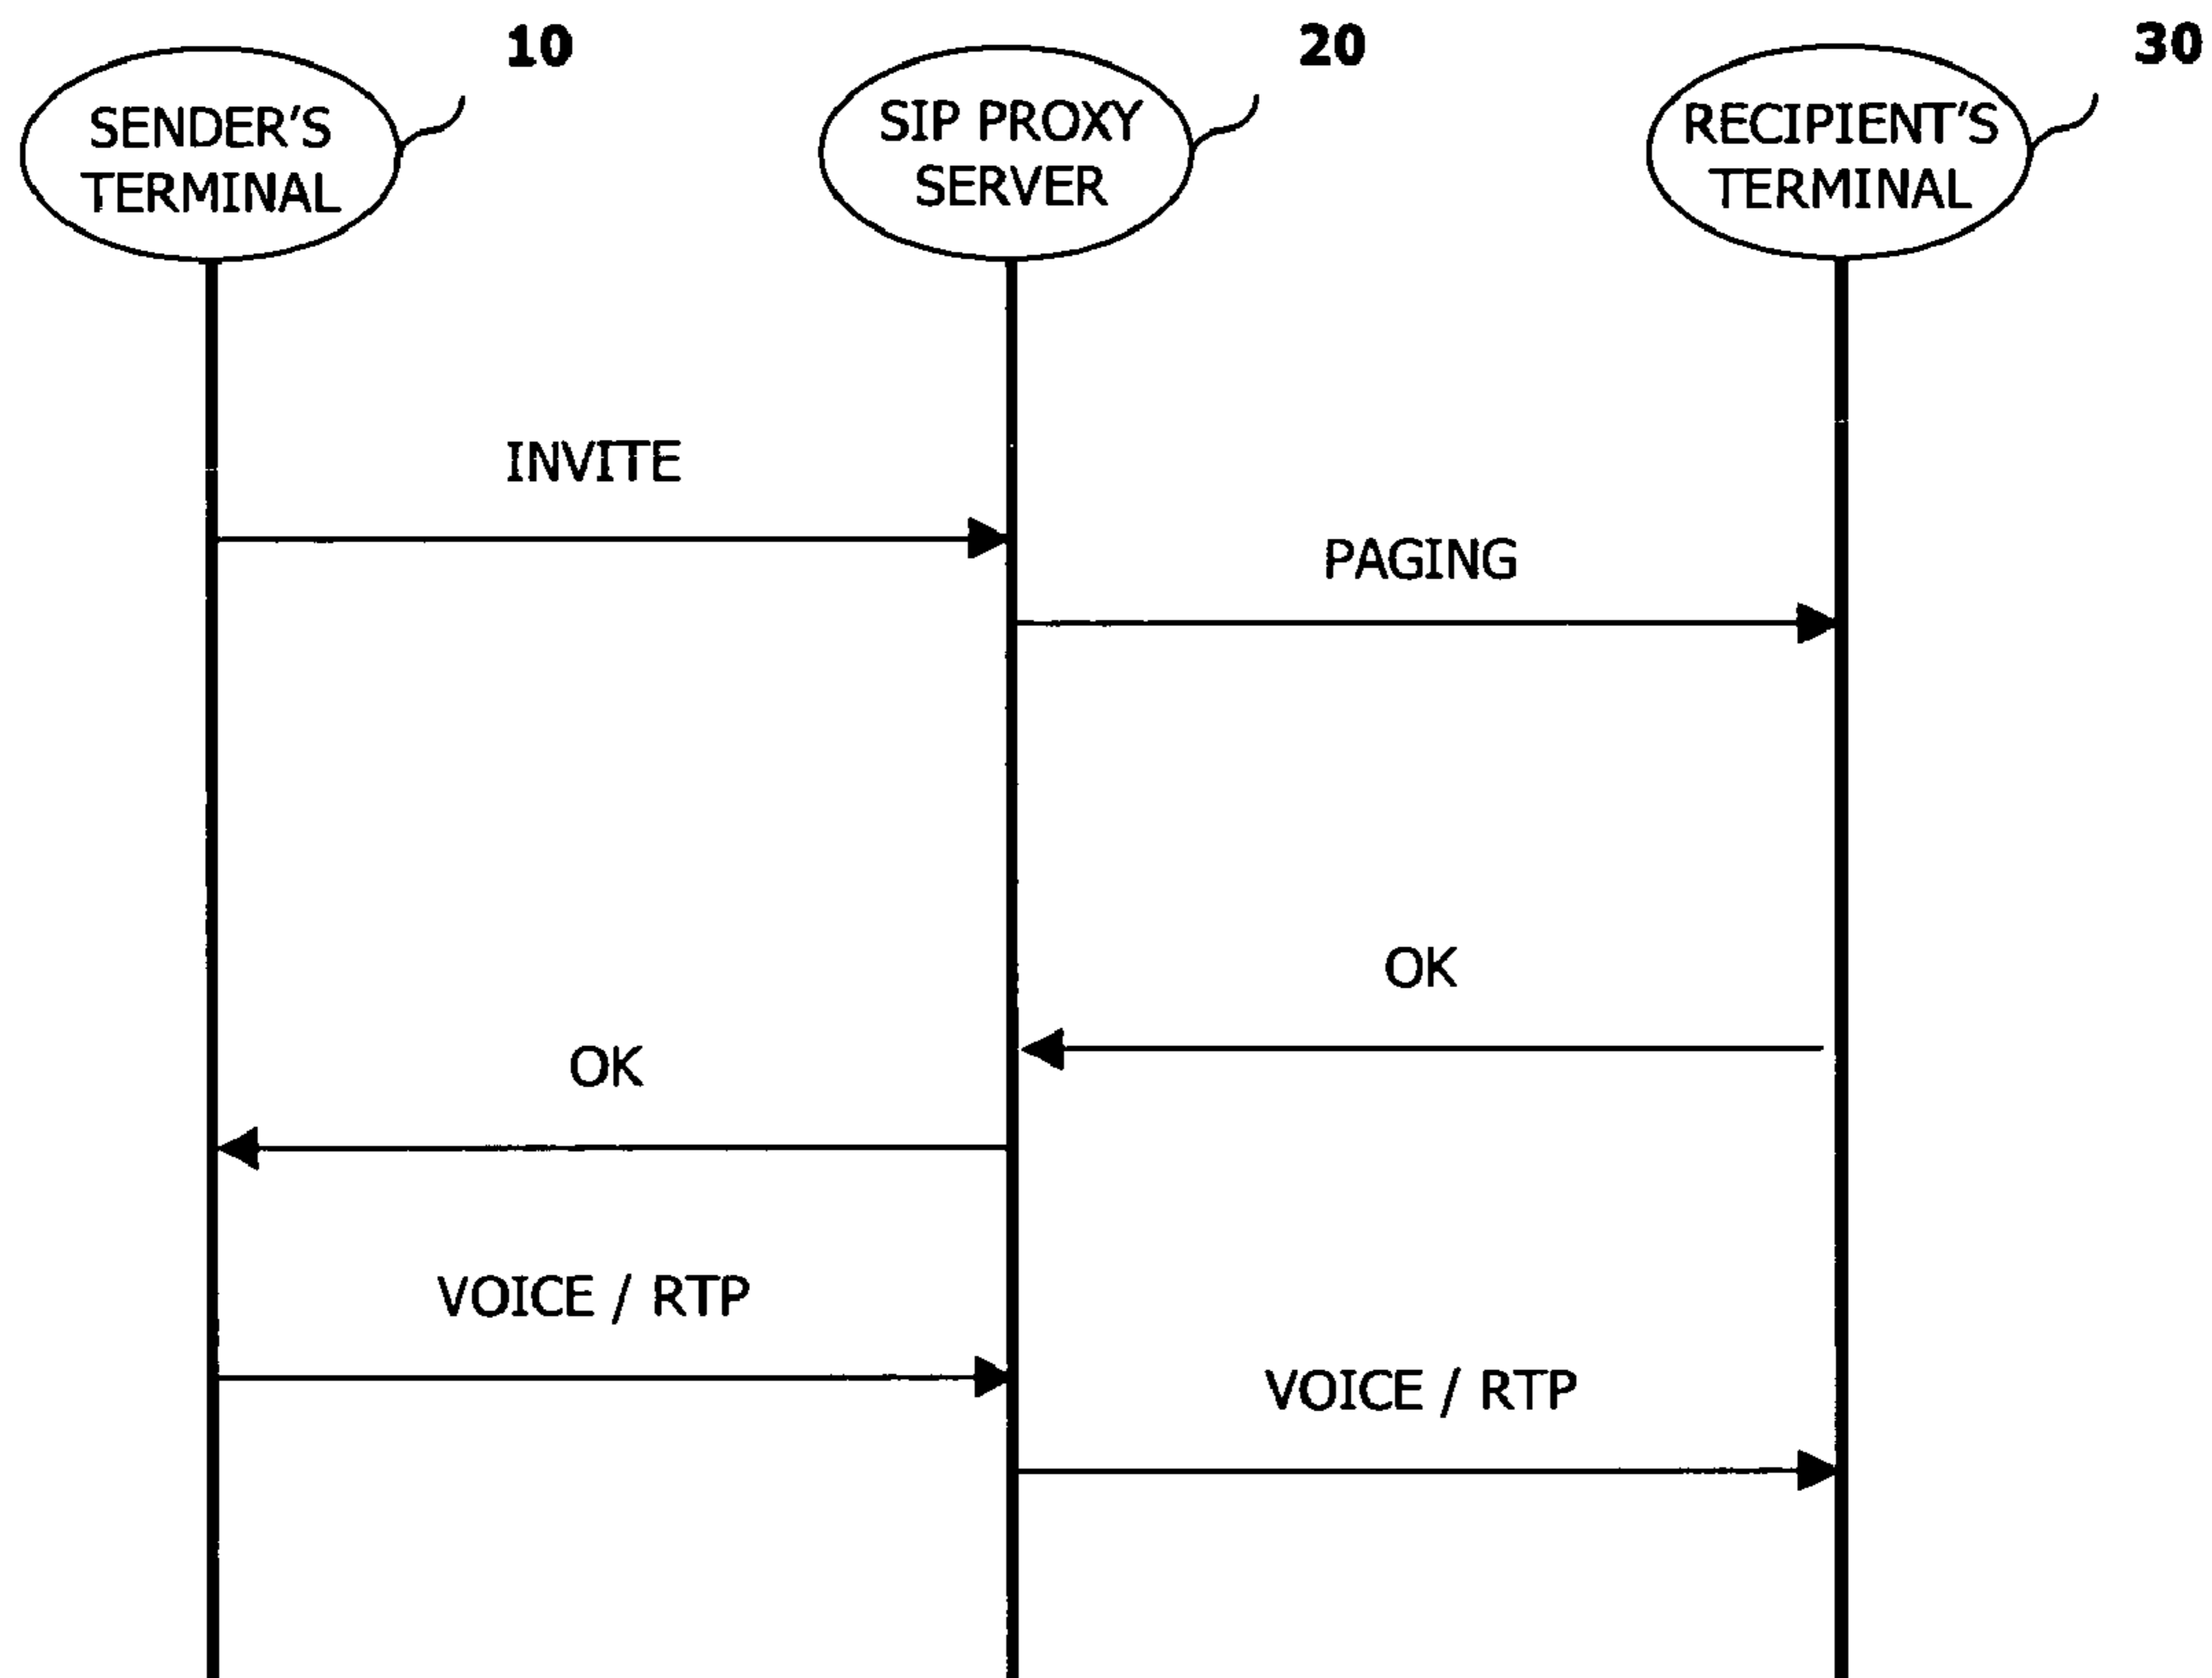 10
20
30
SENDER'S
TERMINAL
SIP PROXY
SERVER
RECIPIENT'S
TERMINAL
INVITE
PAGING
OK
OK
VOICE / RTP
VOICE / RTP